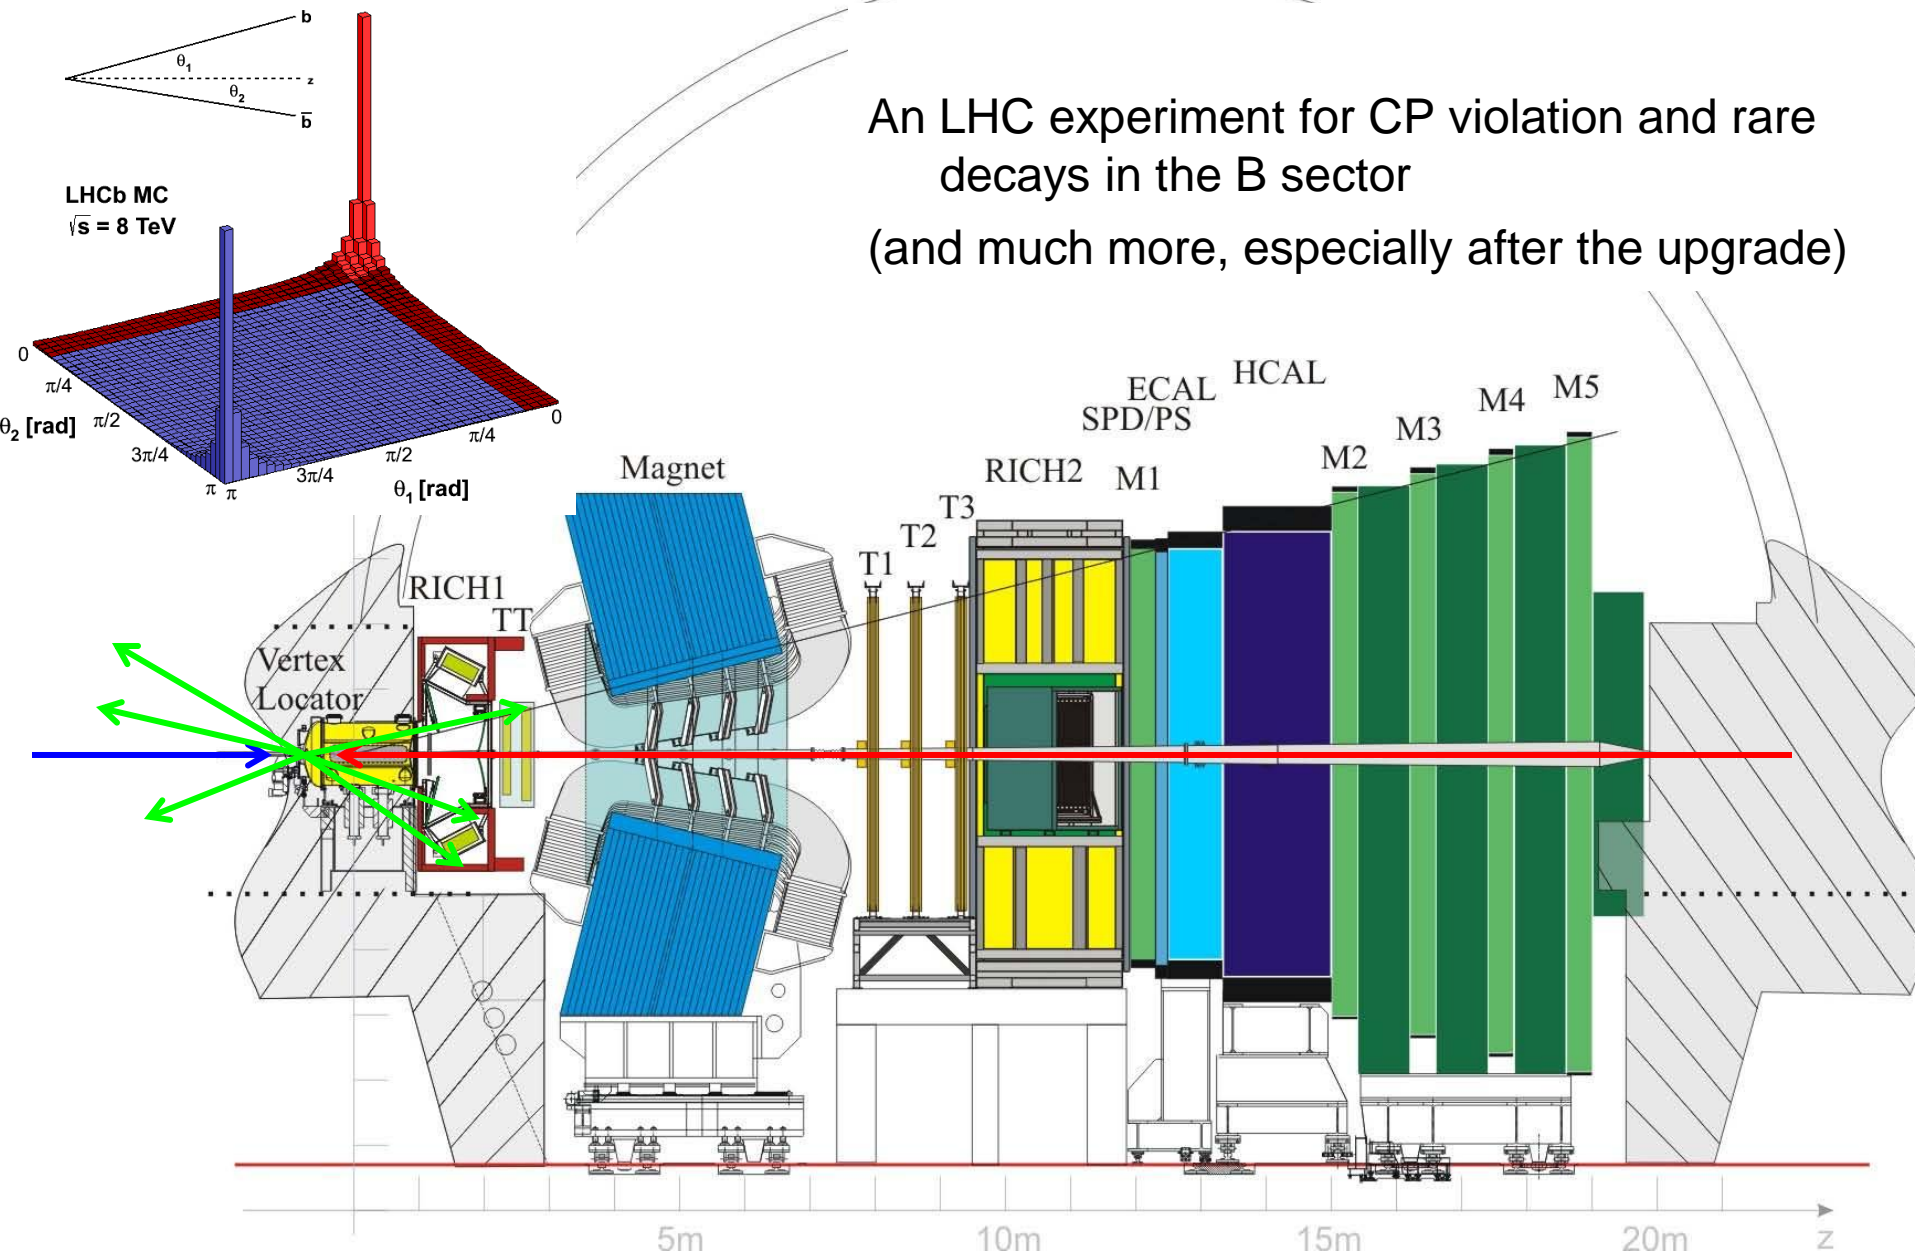 b
θ1
z
θ2
b̅
LHCb MC
√s = 8 TeV
0
π/4
π/2
3π/4
π
θ2 [rad]
π
3π/4
π/2
π/4
0
θ1 [rad]
An LHC experiment for CP violation and rare
decays in the B sector
(and much more, especially after the upgrade)
ECAL
HCAL
SPD/PS
M5
M4
M3
M2
Magnet
RICH2
M1
T3
T2
T1
RICH1
TT
Vertex
Locator
5m
10m
15m
20m
z